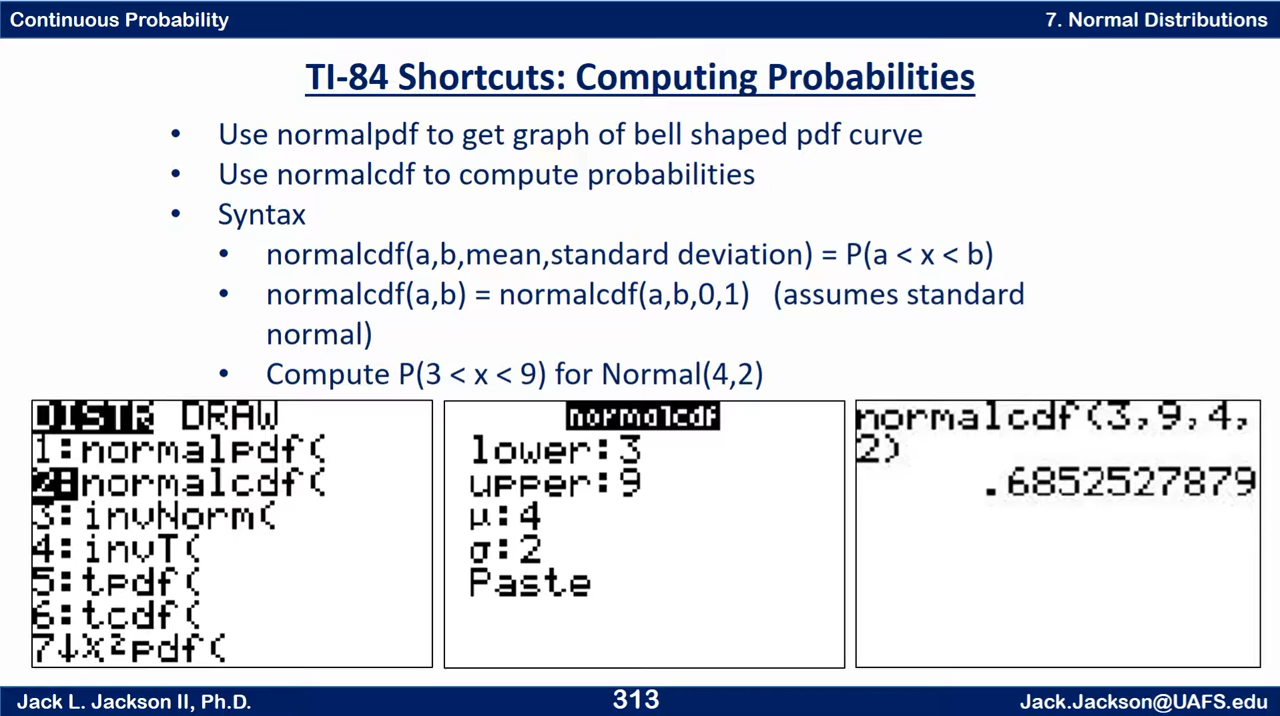 Continuous Probability
7. Normal Distributions
TI-84 Shortcuts: Computing Probabilities
• Use normalpdf to get graph of bell shaped pdf curve
• Use normalcdf to compute probabilities
• Syntax
• normalcdf(a,b,mean,standard deviation) = P(a < x < b)
• normalcdf(a,b) = normalcdf(a,b,0,1) (assumes standard
normal)
• Compute P(3 < x < 9) for Normal(4,2)
DISTR DRAW
1:normalpdf(
2:normalcdf(
3:invNorm(
4:invT(
5:tpdf(
6:tcdf(
7↓χ²pdf(
normalcdf
lower:3
upper:9
μ:4
σ:2
Paste
normalcdf(3,9,4,
2)
.6852527879
Jack L. Jackson II, Ph.D.
313
Jack.Jackson@UAFS.edu